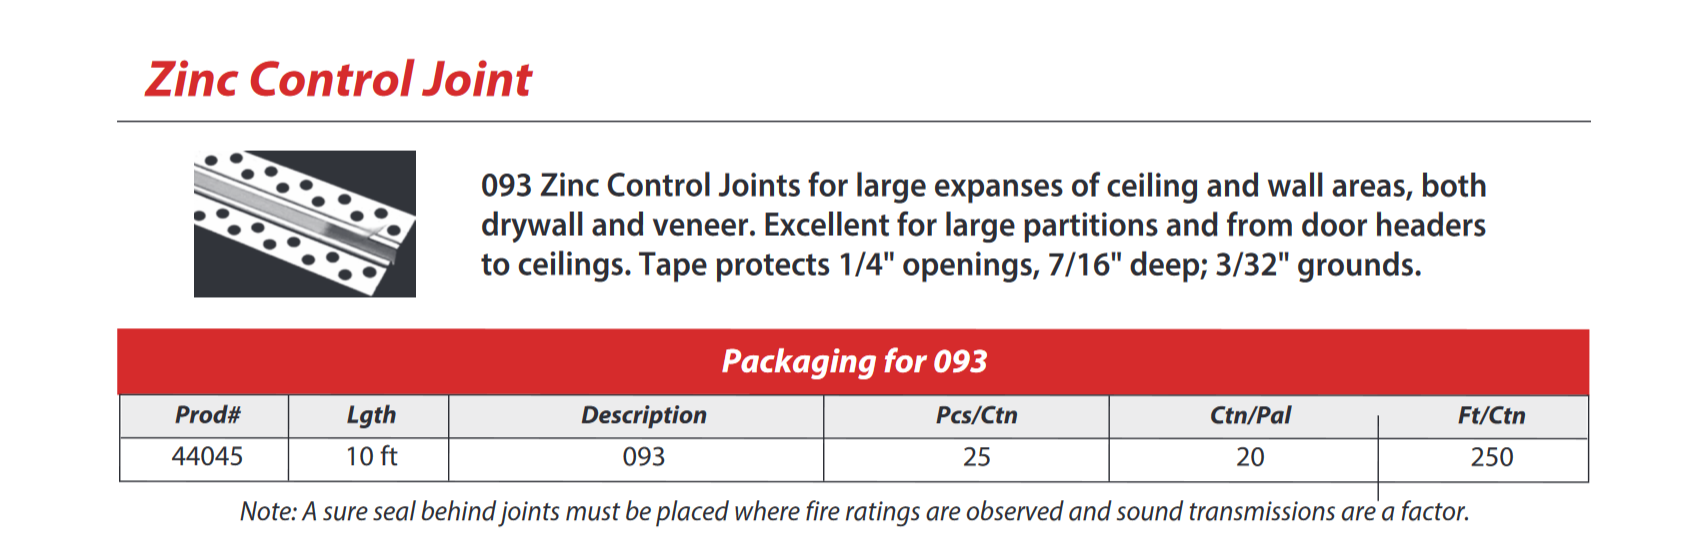 Zinc Control Joint
093 Zinc Control Joints for large expanses of ceiling and wall areas, both
drywall and veneer. Excellent for large partitions and from door headers
to ceilings. Tape protects 1/4" openings, 7/16" deep; 3/32" grounds.
Packaging for 093
Prod# Lgth Description Pcs/Ctn Ctn/Pal Ft/Ctn
44045 10 ft 093 25 20 250
Note: A sure seal behind joints must be placed where fire ratings are observed and sound transmissions are a factor.